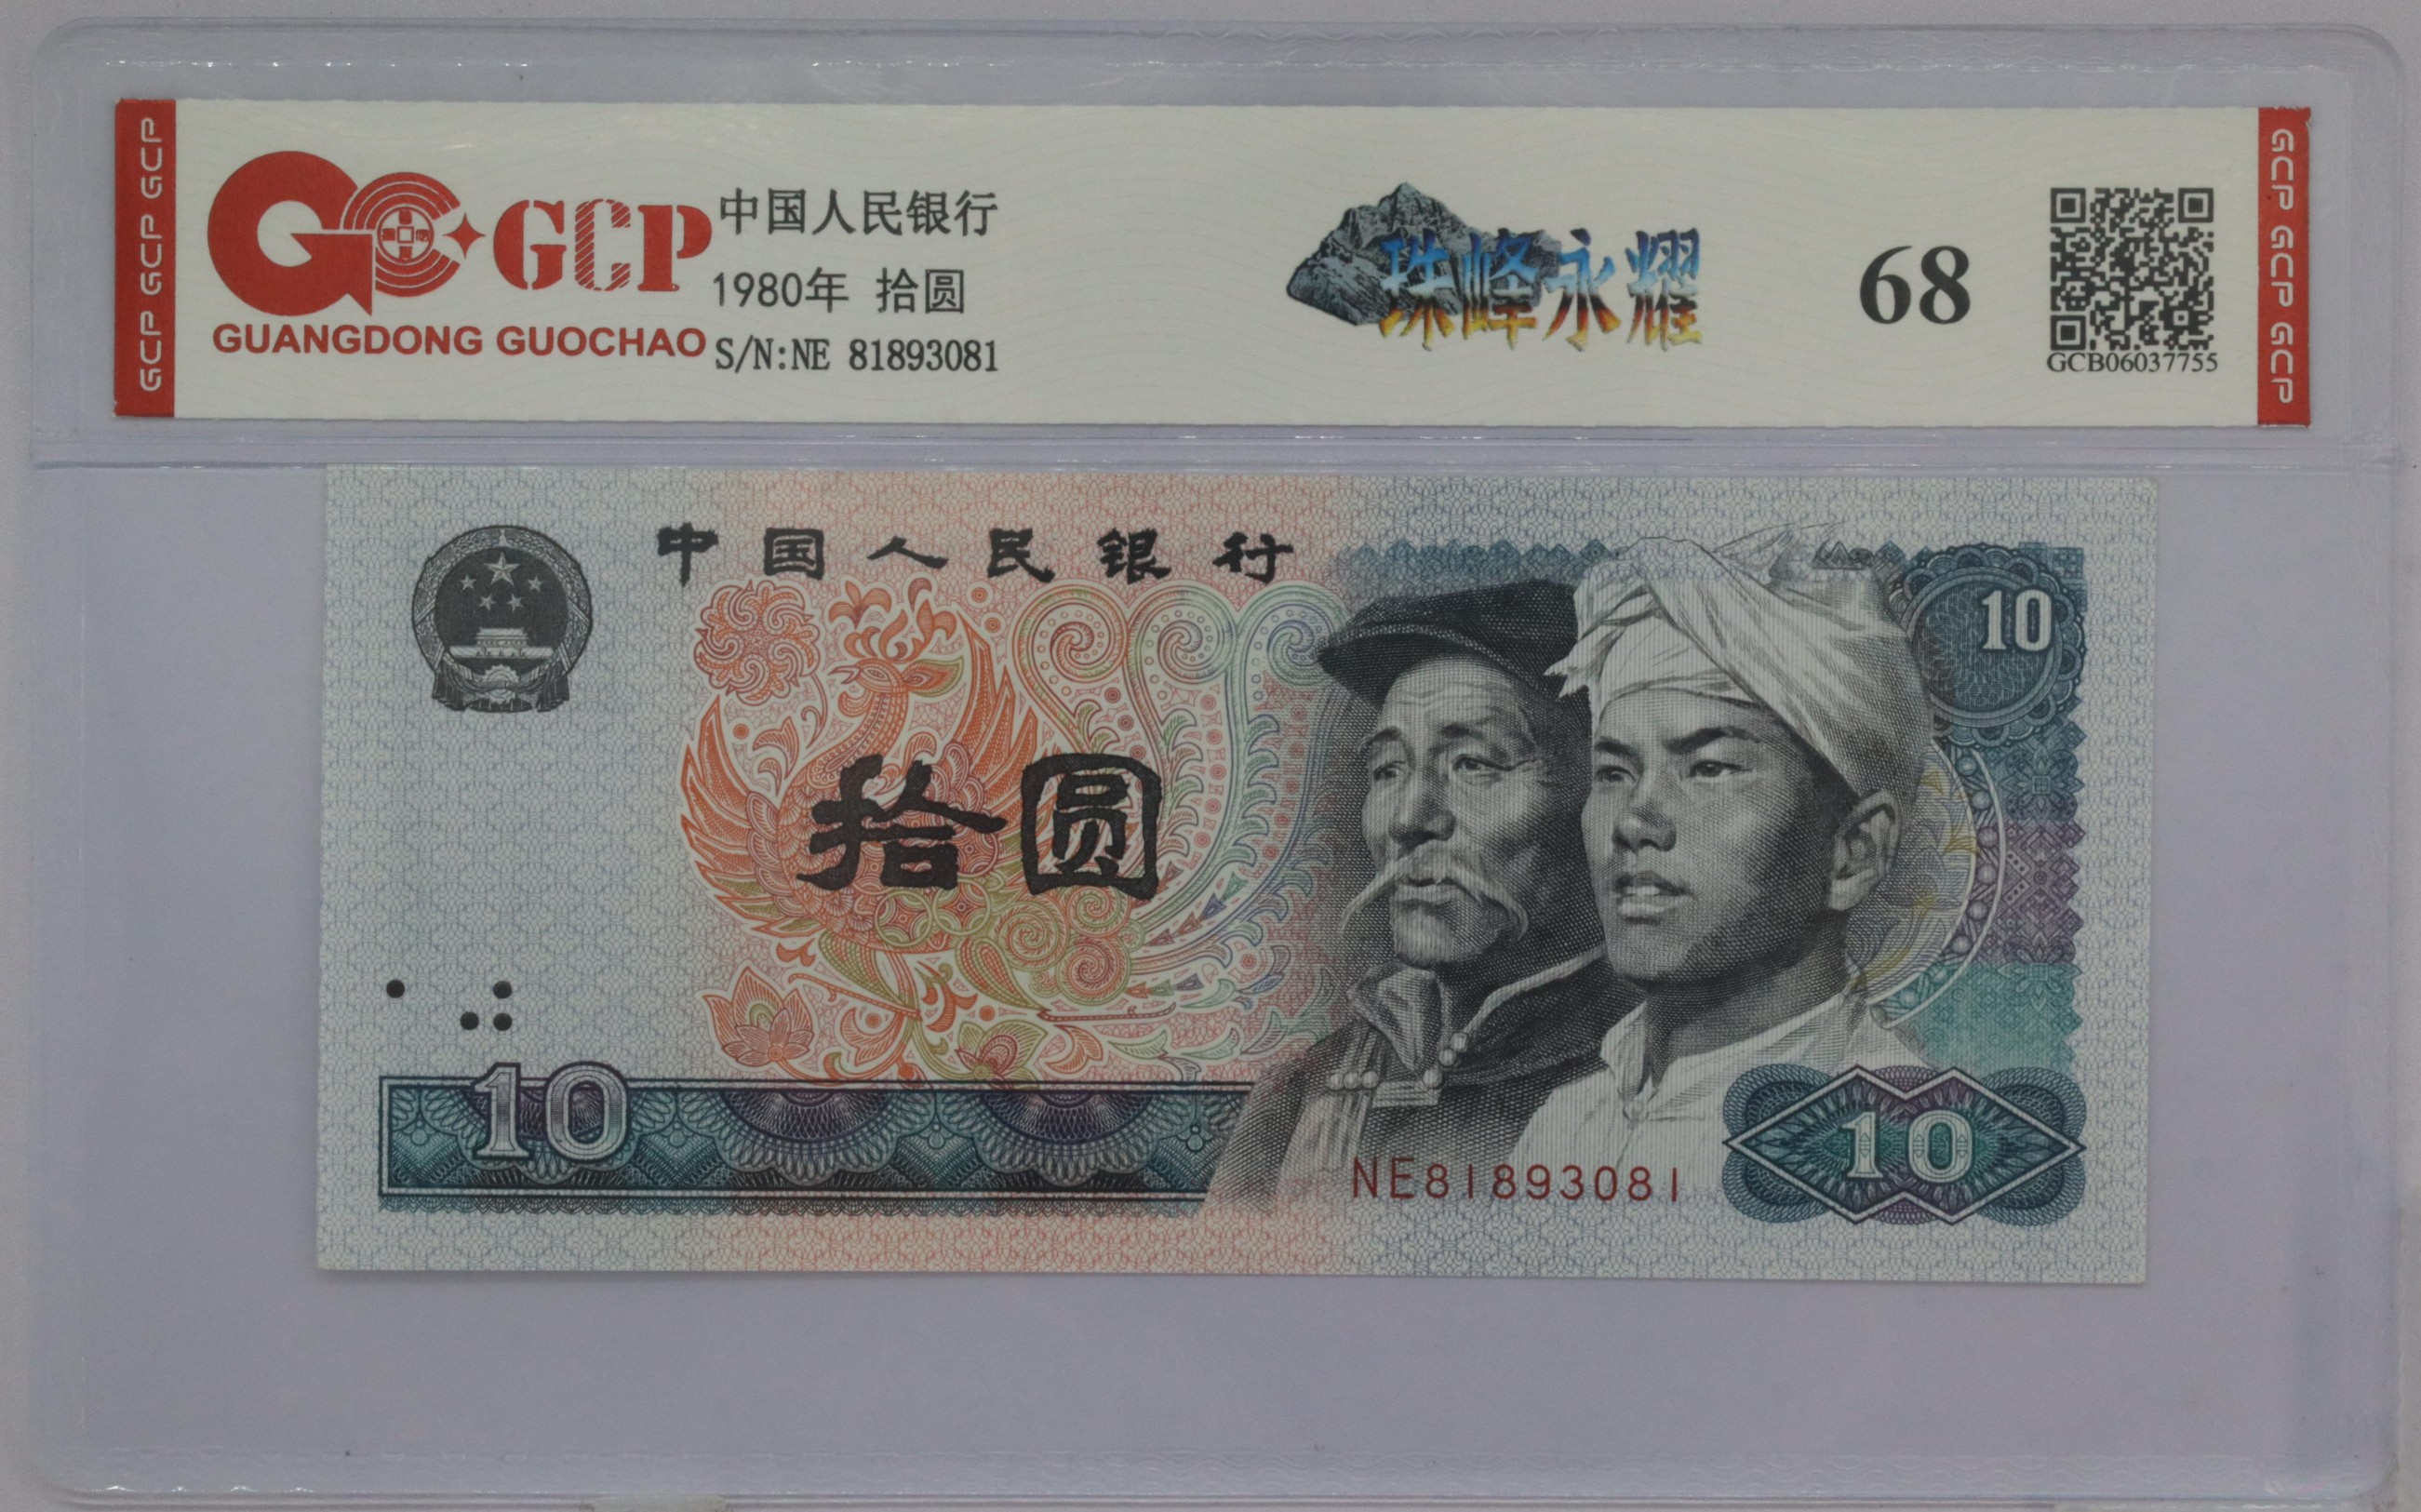 GCP GCP GCP
GCP
GUANGDONG GUOCHAO
中国人民银行
1980年 拾圆
S/N:NE 81893081
珠峰永耀
68
GCB06037755
GCP GCP GCP
中国人民银行
10
拾圆
10
NE81893081
10